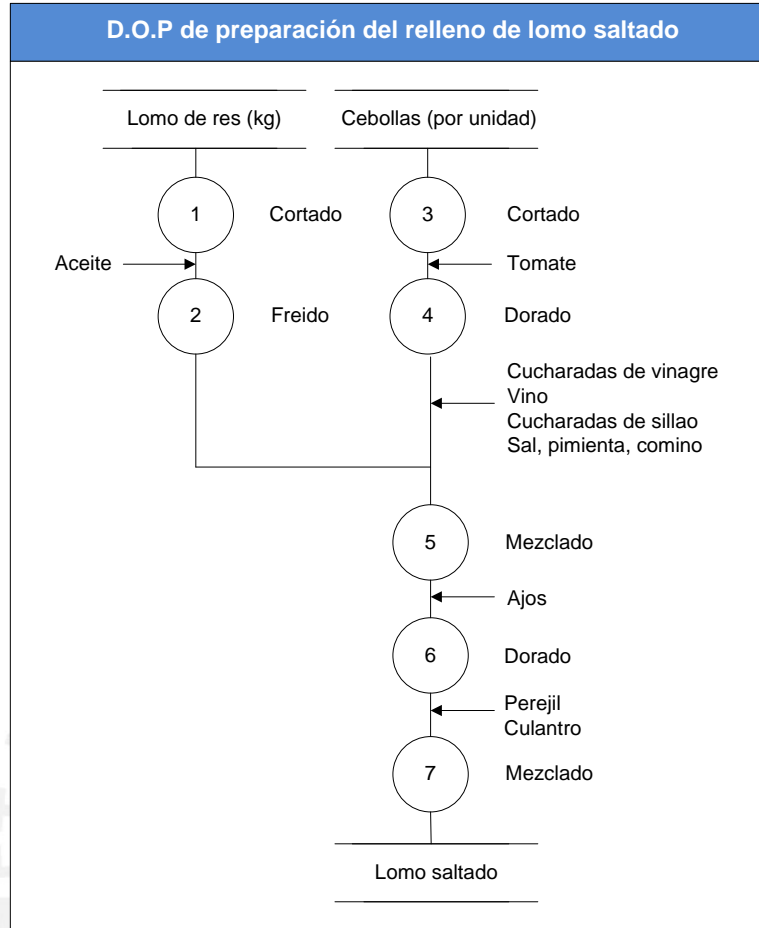 D.O.P de preparación del relleno de lomo saltado
Lomo de res (kg)
Cebollas (por unidad)
1
Cortado
3
Cortado
Aceite
Tomate
2
Freido
4
Dorado
Cucharadas de vinagre
Vino
Cucharadas de sillao
Sal, pimienta, comino
5
Mezclado
Ajos
6
Dorado
Perejil
Culantro
7
Mezclado
Lomo saltado